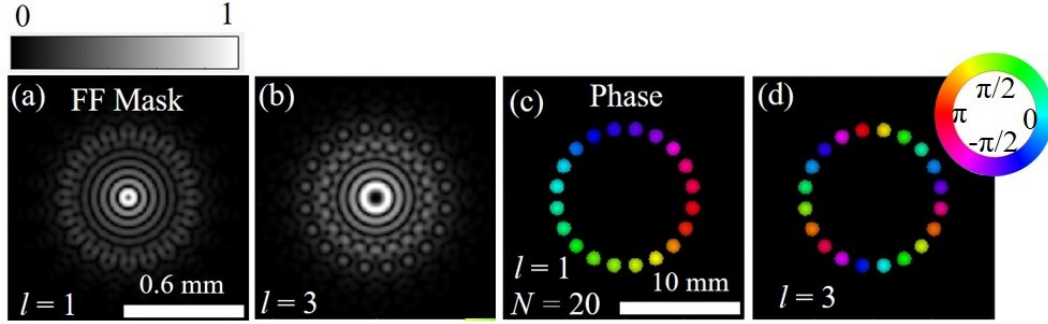 0 1
(a) FF Mask
l = 1
0.6 mm
(b)
l = 3
(c) Phase
l = 1
N = 20
10 mm
(d)
l = 3
π/2
π 0
-π/2